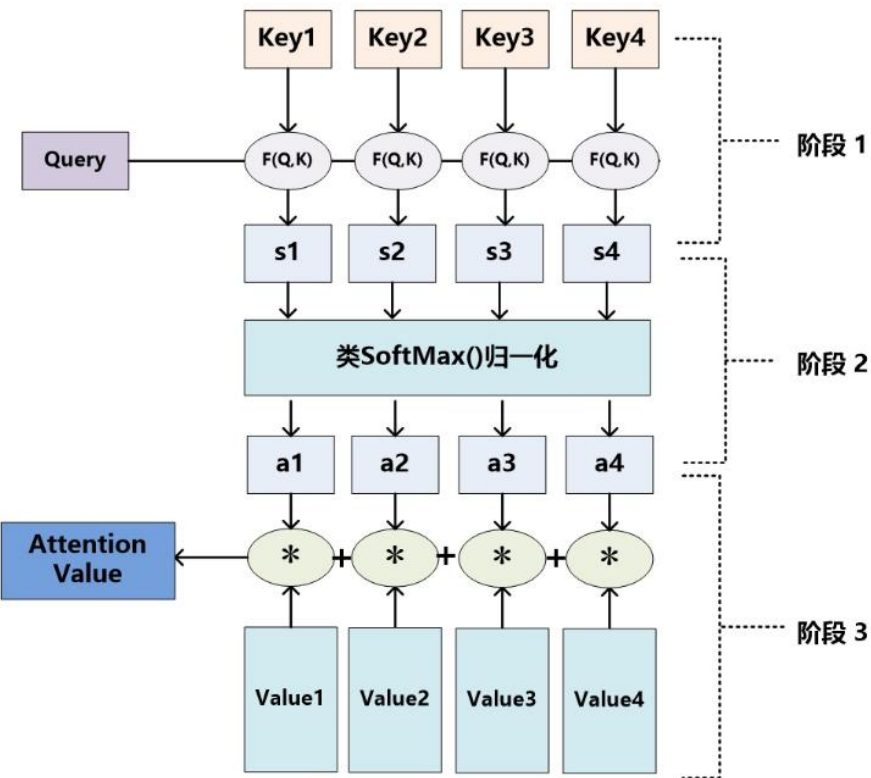 Key1 Key2 Key3 Key4
阶段 1
Query F(Q,K) F(Q,K) F(Q,K) F(Q,K)
s1 s2 s3 s4
类SoftMax()归一化
阶段 2
a1 a2 a3 a4
Attention
Value
* + * + * + *
阶段 3
Value1 Value2 Value3 Value4